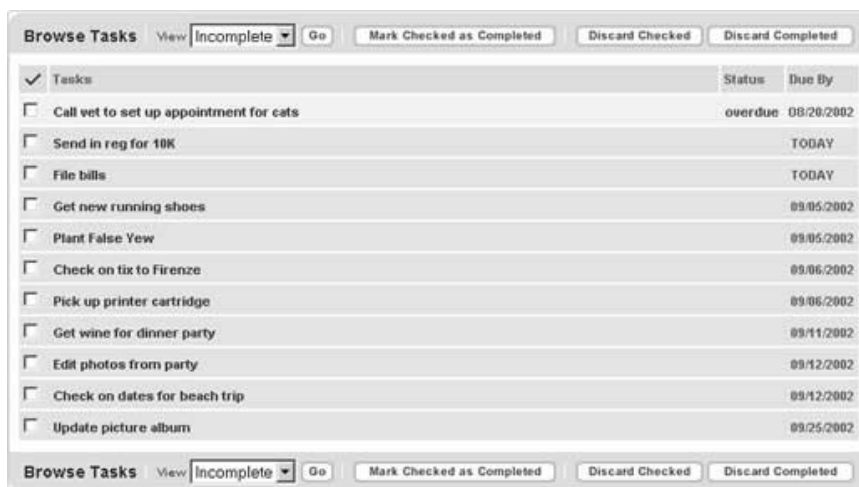 Browse Tasks View Incomplete Go Mark Checked as Completed Discard Checked Discard Completed
Tasks Status Due By
Call vet to set up appointment for cats overdue 08/20/2002
Send in reg for 10K TODAY
File bills TODAY
Get new running shoes 09/05/2002
Plant False Yew 09/05/2002
Check on tix to Firenze 09/06/2002
Pick up printer cartridge 09/06/2002
Get wine for dinner party 09/11/2002
Edit photos from party 09/12/2002
Check on dates for beach trip 09/12/2002
Update picture album 09/25/2002
Browse Tasks View Incomplete Go Mark Checked as Completed Discard Checked Discard Completed